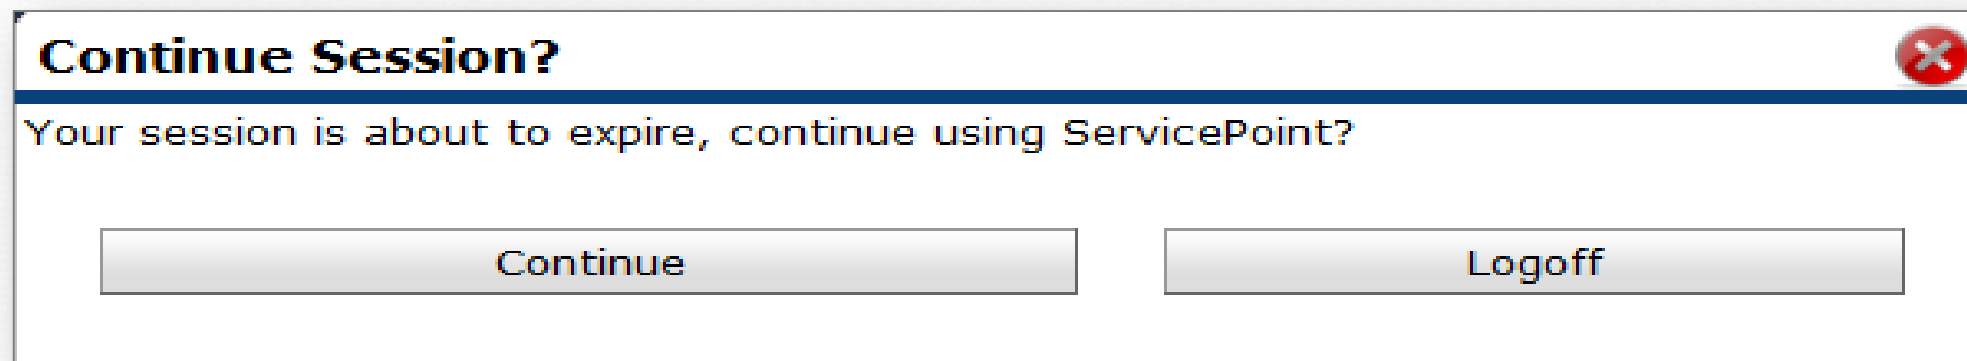 Continue Session?
Your session is about to expire, continue using ServicePoint?
Continue
Logoff